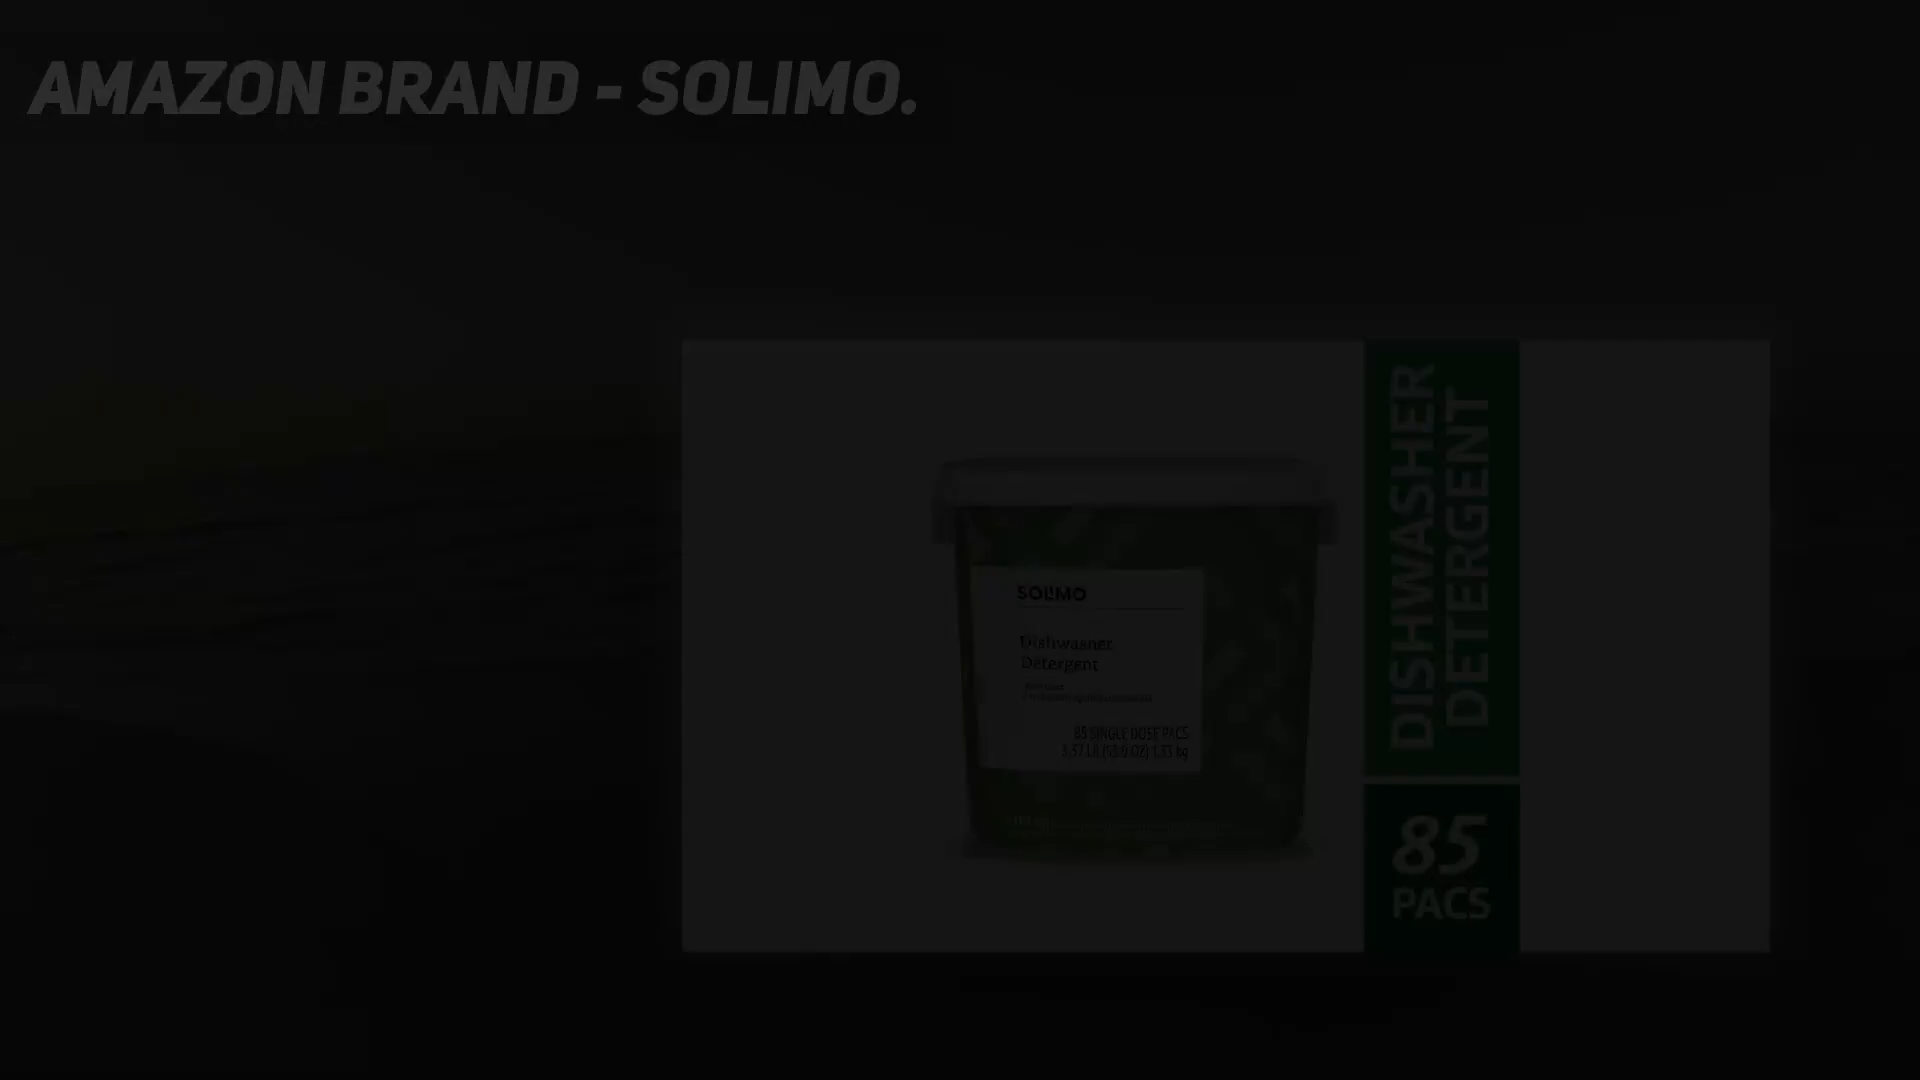 AMAZON BRAND - SOLIMO.
SOLIMO
Dishwasher
Detergent
85 SINGLE DOSE PACS
DISHWASHER
DETERGENT
85
PACS